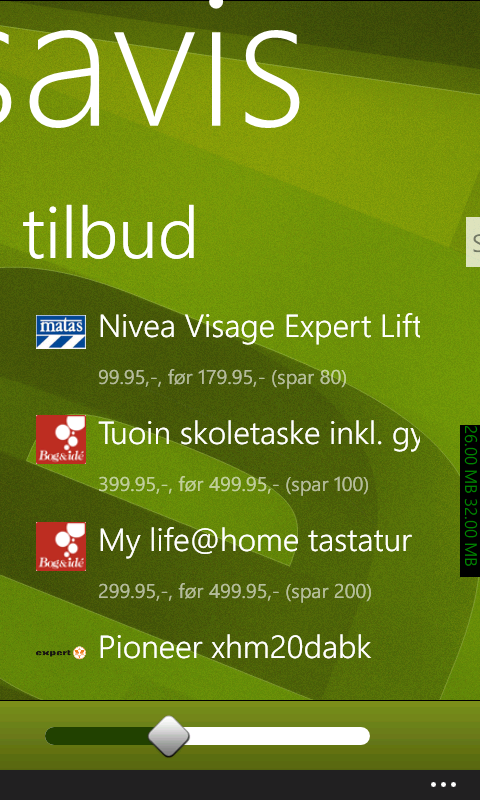 savis
tilbud
S
matas
Nivea Visage Expert Lift
99.95,-, før 179.95,- (spar 80)
Bog&idé
Tuoin skoletaske inkl. gy
399.95,-, før 499.95,- (spar 100)
Bog&idé
My life@home tastatur
299.95,-, før 499.95,- (spar 200)
expert
Pioneer xhm20dabk
26.00 MB 32.00 MB